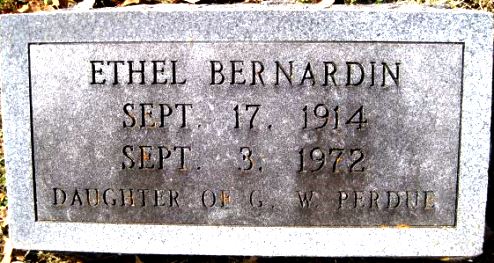 ETHEL BERNARDIN
SEPT. 17, 1914
SEPT. 3, 1972
DAUGHTER OF G. W. PERDUE